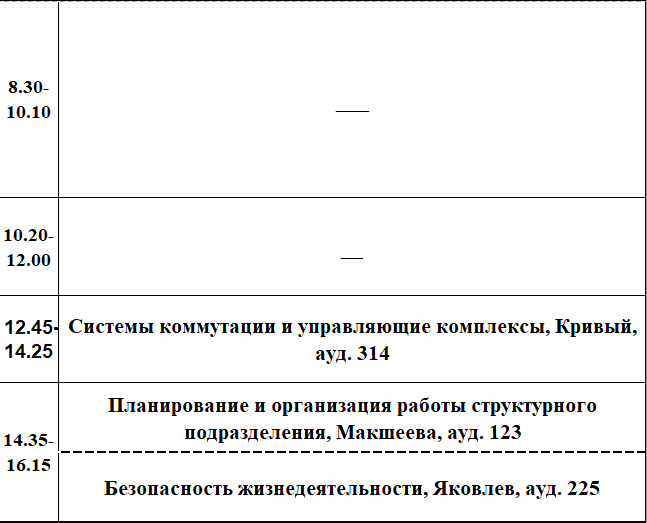 8.30-
10.10
—
10.20-
12.00
—
12.45-
14.25
Системы коммутации и управляющие комплексы, Кривый,
ауд. 314
14.35-
16.15
Планирование и организация работы структурного
подразделения, Макшеева, ауд. 123
Безопасность жизнедеятельности, Яковлев, ауд. 225